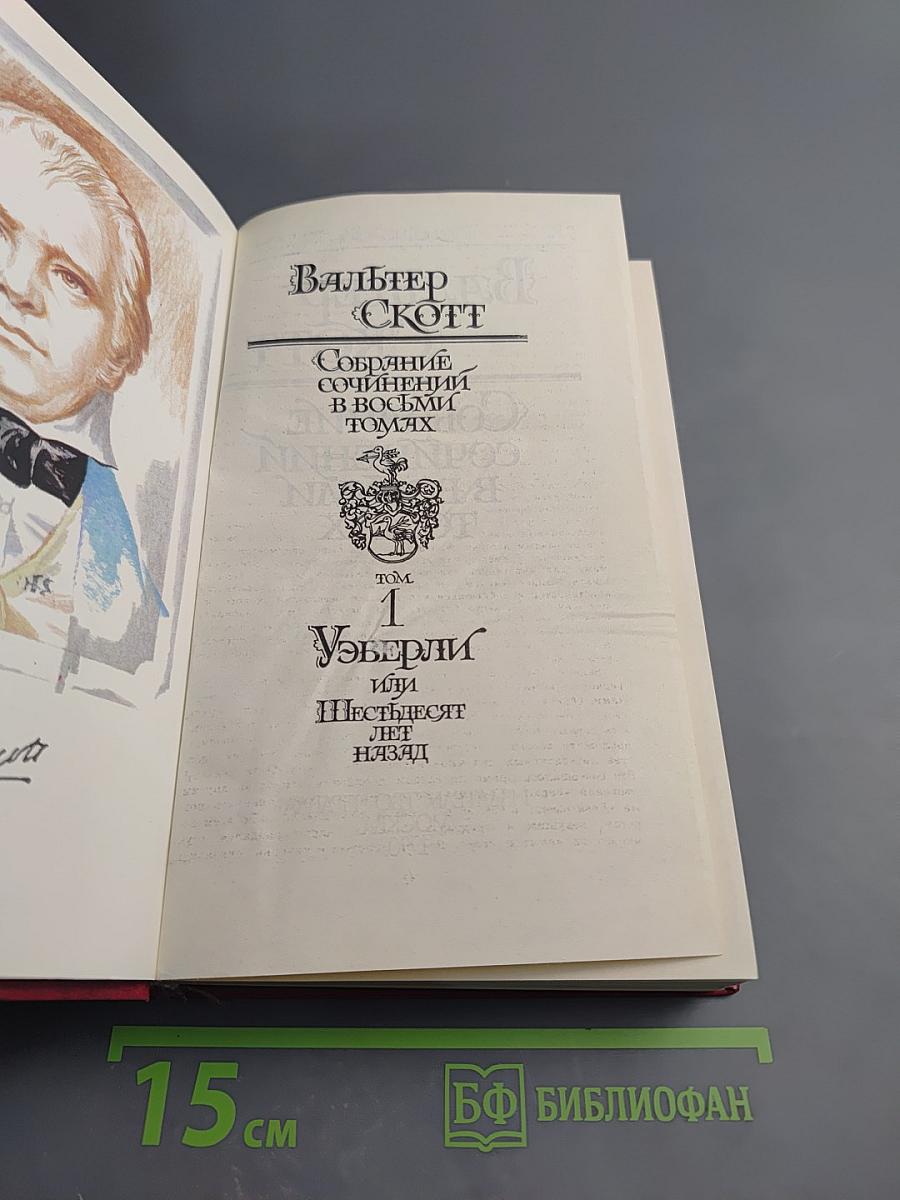 Вальтер
Скотт
Собрание
сочинений
в восьми
томах
том
1
Уэверли
или
Шестьдесят
лет
назад
15 см
БФ БИБЛИОФАН